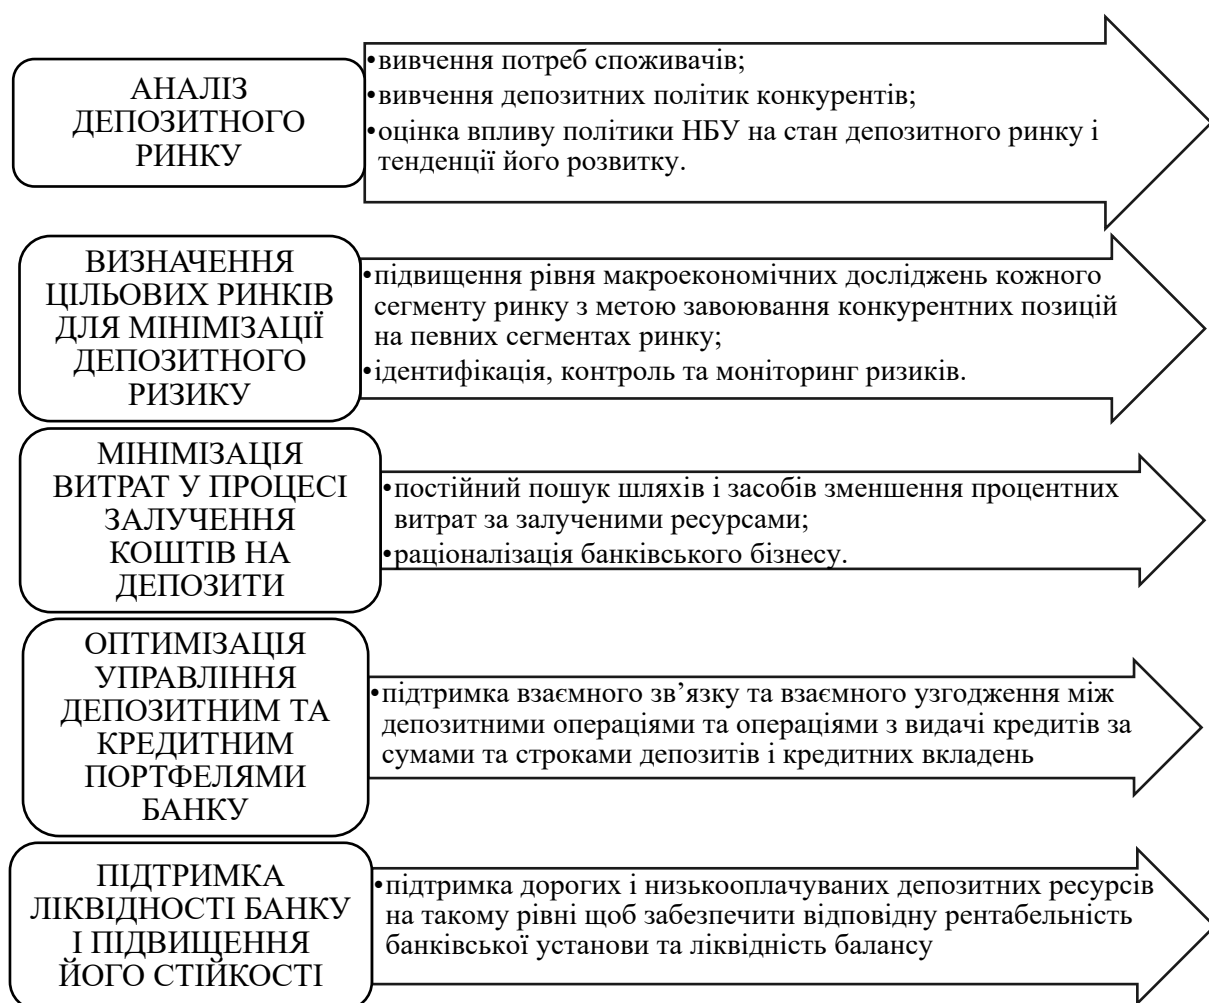 АНАЛІЗ
ДЕПОЗИТНОГО
РИНКУ
•вивчення потреб споживачів;
•вивчення депозитних політик конкурентів;
•оцінка впливу політики НБУ на стан депозитного ринку і
тенденції його розвитку.
ВИЗНАЧЕННЯ
ЦІЛЬОВИХ РИНКІВ
ДЛЯ МІНІМІЗАЦІЇ
ДЕПОЗИТНОГО
РИЗИКУ
•підвищення рівня макроекономічних досліджень кожного
сегменту ринку з метою завоювання конкурентних позицій
на певних сегментах ринку;
•ідентифікація, контроль та моніторинг ризиків.
МІНІМІЗАЦІЯ
ВИТРАТ У ПРОЦЕСІ
ЗАЛУЧЕННЯ
КОШТІВ НА
ДЕПОЗИТИ
•постійний пошук шляхів і засобів зменшення процентних
витрат за залученими ресурсами;
•раціоналізація банківського бізнесу.
ОПТИМІЗАЦІЯ
УПРАВЛІННЯ
ДЕПОЗИТНИМ ТА
КРЕДИТНИМ
ПОРТФЕЛЯМИ
БАНКУ
•підтримка взаємного зв’язку та взаємного узгодження між
депозитними операціями та операціями з видачі кредитів за
сумами та строками депозитів і кредитних вкладень
ПІДТРИМКА
ЛІКВІДНОСТІ БАНКУ
І ПІДВИЩЕННЯ
ЙОГО СТІЙКОСТІ
•підтримка дорогих і низькооплачуваних депозитних ресурсів
на такому рівні щоб забезпечити відповідну рентабельність
банківської установи та ліквідність балансу